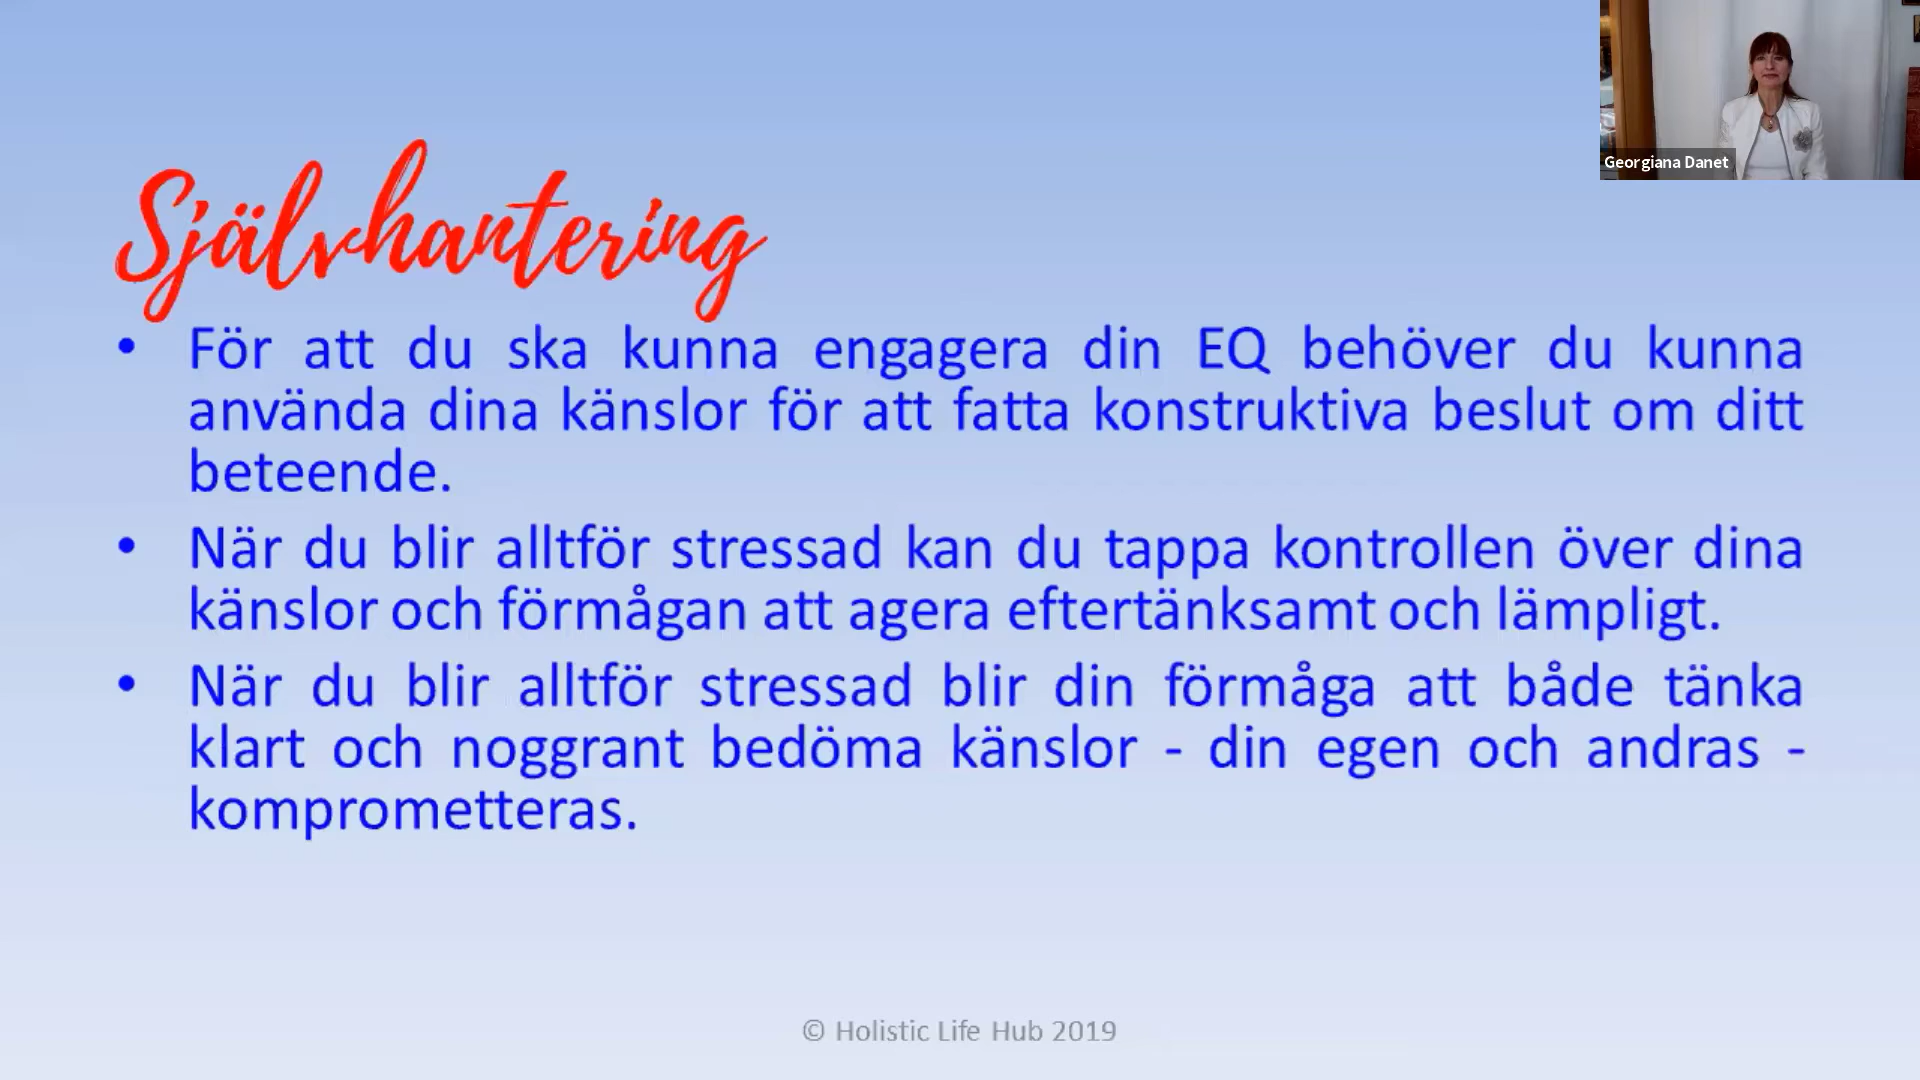 Georgiana Danet
Självhantering
• För att du ska kunna engagera din EQ behöver du kunna
använda dina känslor för att fatta konstruktiva beslut om ditt
beteende.
• När du blir alltför stressad kan du tappa kontrollen över dina
känslor och förmågan att agera eftertänksamt och lämpligt.
• När du blir alltför stressad blir din förmåga att både tänka
klart och noggrant bedöma känslor - din egen och andras -
komprometteras.
© Holistic Life Hub 2019